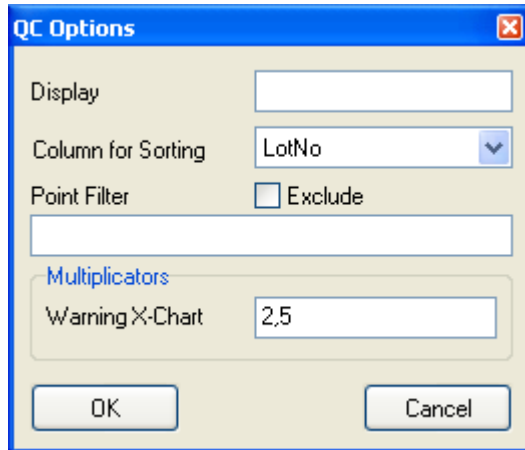 QC Options
Display
Column for Sorting LotNo
Point Filter Exclude
Multiplicators
Warning X-Chart 2,5
OK Cancel